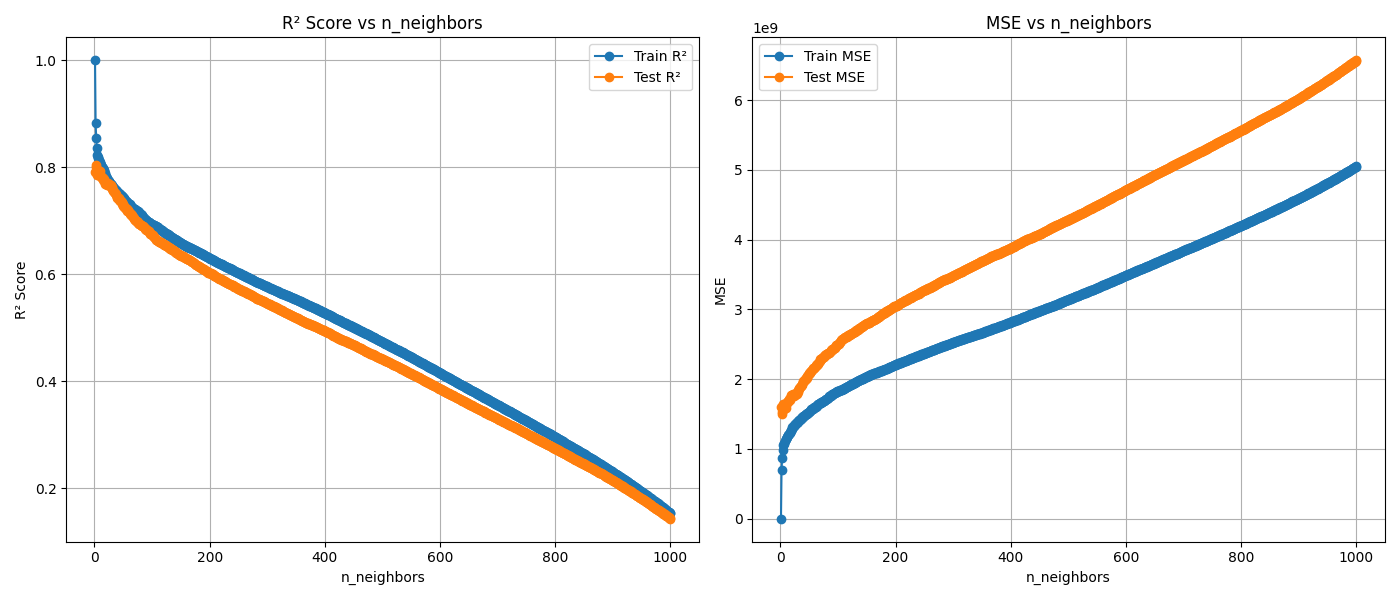 R² Score vs n_neighbors
R² Score
1.0
0.8
0.6
0.4
0.2
0
200
400
600
800
1000
n_neighbors
Train R²
Test R²
MSE vs n_neighbors
1e9
MSE
6
5
4
3
2
1
0
0
200
400
600
800
1000
n_neighbors
Train MSE
Test MSE